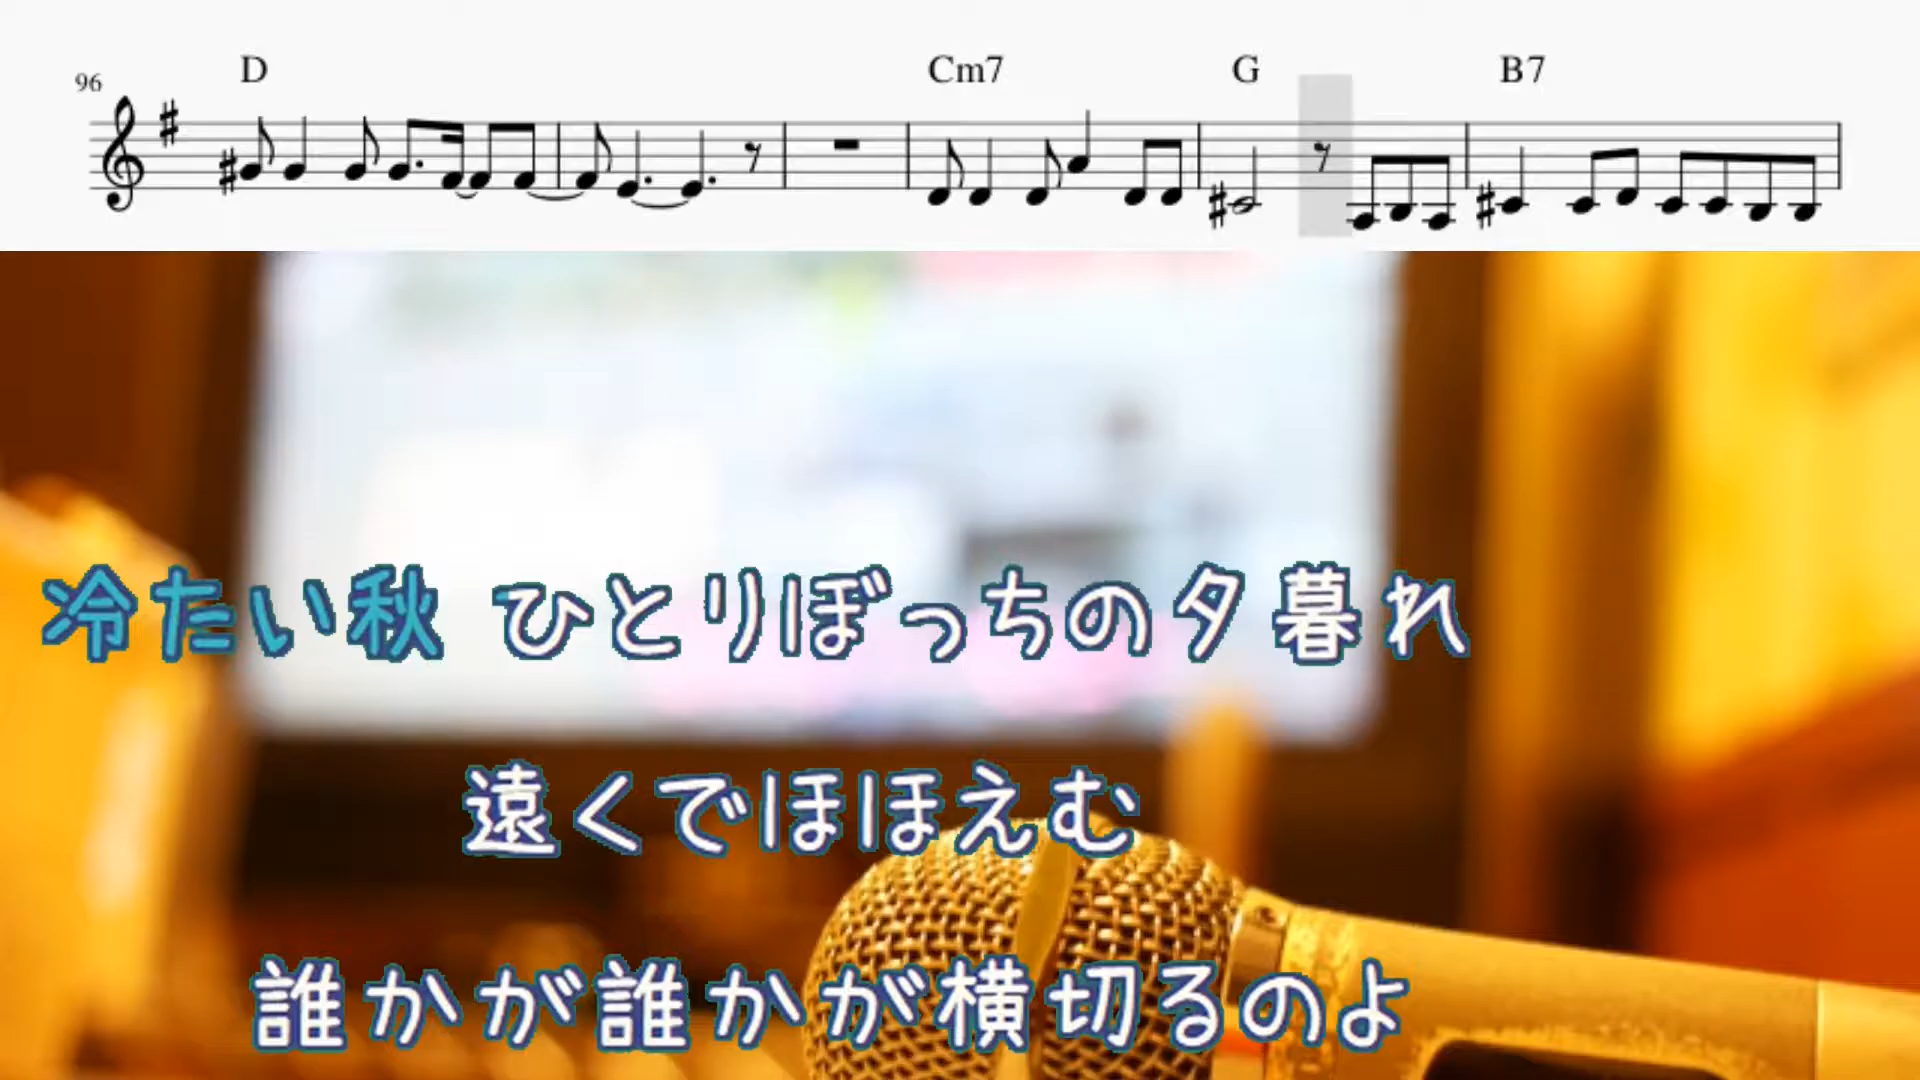 D Cm7 G B7
96
冷たい秋 ひとりぼっちの夕暮れ
遠くでほほえむ
誰かが誰かが横切るのよ